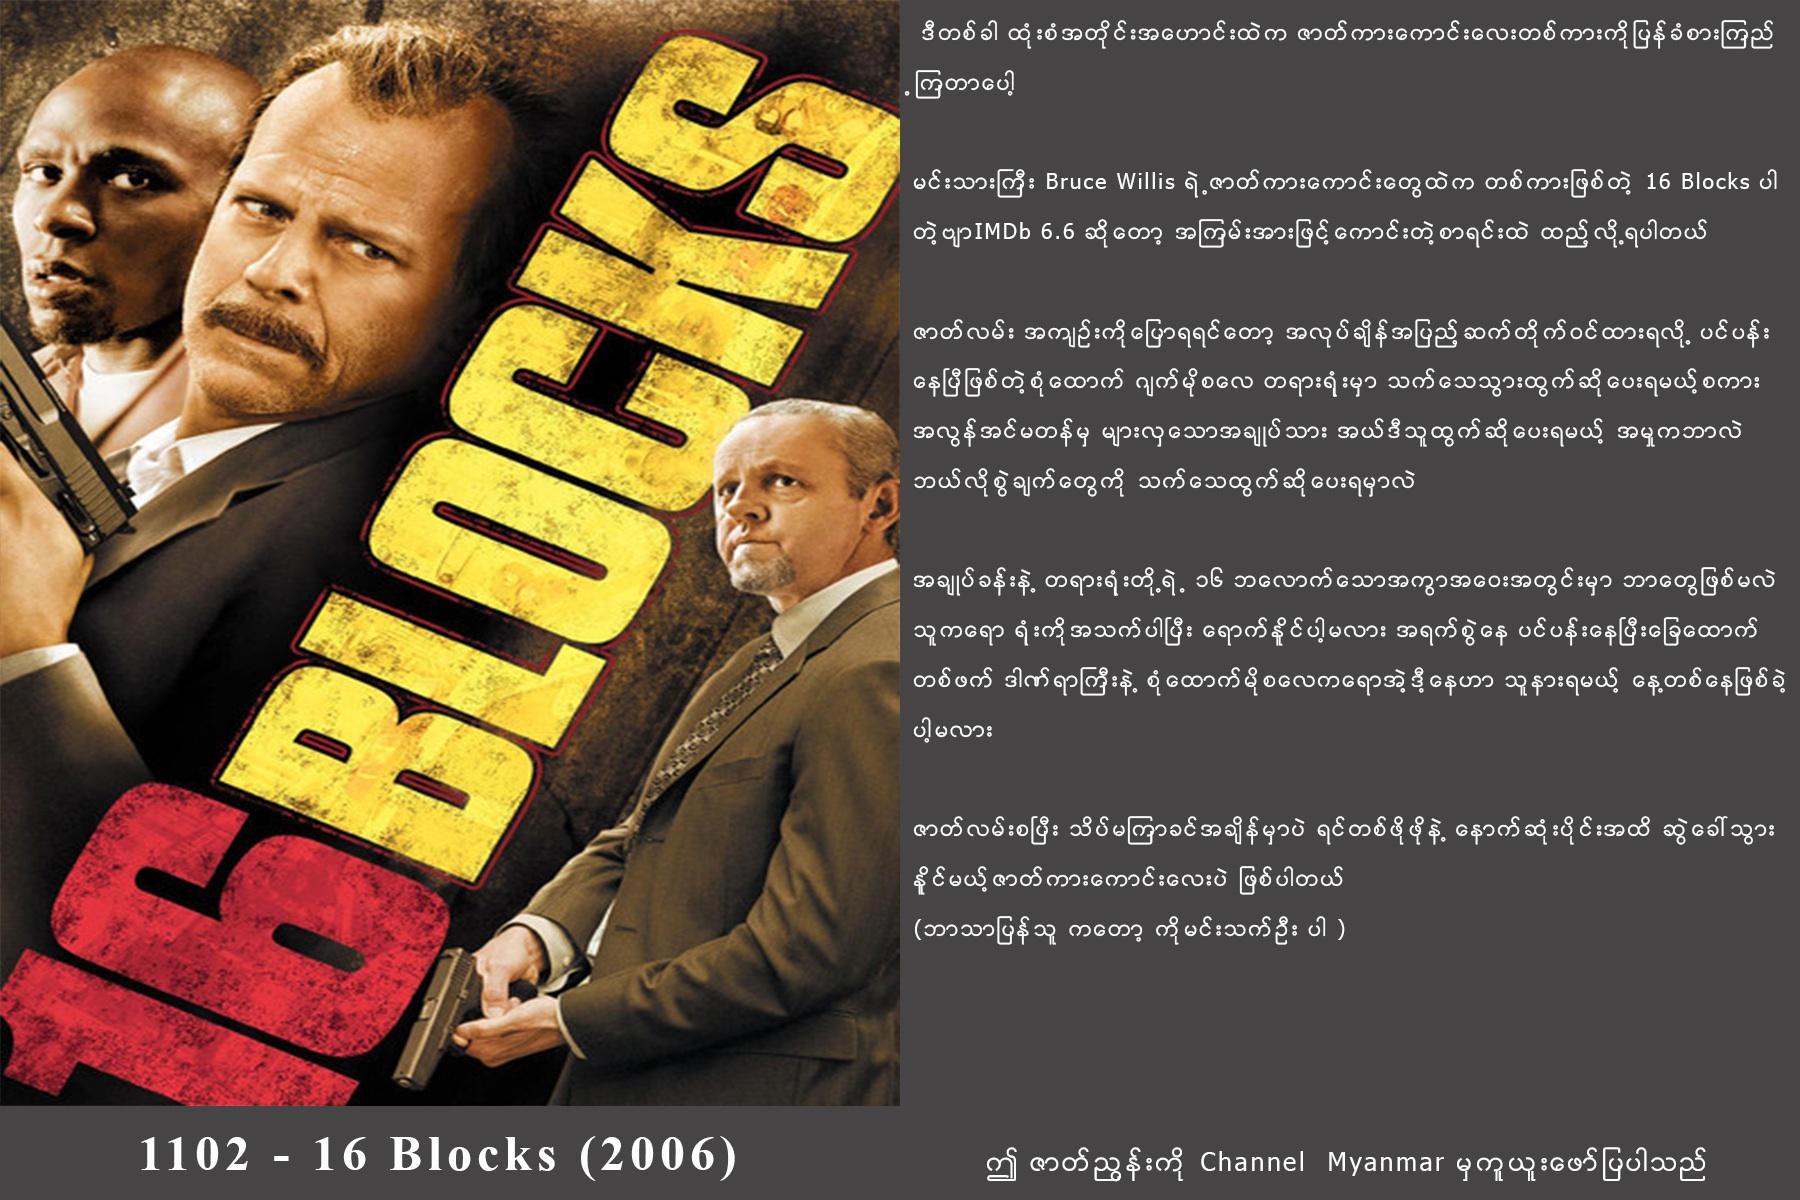 16 BLOCKS
ဒီတစ်ခါ ထုံးစံအတိုင်းအဟောင်းထဲက ဇာတ်ကားကောင်းလေးတစ်ကားကိုပြန်ခံစားကြည်
့ကြတာပေါ့
မင်းသားကြီး Bruce Willis ရဲ့ဇာတ်ကားကောင်းတွေထဲက တစ်ကားဖြစ်တဲ့ 16 Blocks ပါ
တဲ့ဗျာIMDb 6.6 ဆိုတော့ အကြမ်းအားဖြင့်ကောင်းတဲ့စာရင်းထဲ ထည့်လို့ရပါတယ်
ဇာတ်လမ်း အကျဉ်းကိုပြောရရင်တော့ အလုပ်ချိန်အပြည့်ဆက်တိုက်ဝင်ထားရလို့ ပင်ပန်း
နေပြီဖြစ်တဲ့စုံထောက် ဂျက်မိုစလေ တရားရုံးမှာ သက်သေသွားထွက်ဆိုပေးရမယ့်စကား
အလွန်အင်မတန်မှ များလှသောအချုပ်သား အယ်ဒီသူထွက်ဆိုပေးရမယ့် အမှုကဘာလဲ
ဘယ်လိုစွဲချက်တွေကို သက်သေထွက်ဆိုပေးရမှာလဲ
အချုပ်ခန်းနဲ့ တရားရုံးတို့ရဲ့ ၁၆ ဘလောက်သောအကွာအဝေးအတွင်းမှာ ဘာတွေဖြစ်မလဲ
သူကရော ရုံးကိုအသက်ပါပြီး ရောက်နိူင်ပါ့မလား အရက်စွဲနေ ပင်ပန်းနေပြီးခြေထောက်
တစ်ဖက် ဒါဏ်ရာကြီးနဲ့ စုံထောက်မိုစလေကရောအဲ့ဒီ့နေဟာ သူနားရမယ့် နေ့တစ်နေဖြစ်ခဲ့
ပါ့မလား
ဇာတ်လမ်းစပြီး သိပ်မကြာခင်အချိန်မှာပဲ ရင်တစ်ဖိုဖိုနဲ့ နောက်ဆုံးပိုင်းအထိ ဆွဲခေါ်သွား
နိူင်မယ့်ဇာတ်ကားကောင်းလေးပဲ ဖြစ်ပါတယ်
(ဘာသာပြန်သူ ကတော့ ကိုမင်းသက်ဦး ပါ )
1102 - 16 Blocks (2006)
ဤ ဇာတ်ညွန်းကို Channel Myanmar မှကူယူးဖော်ပြပါသည်